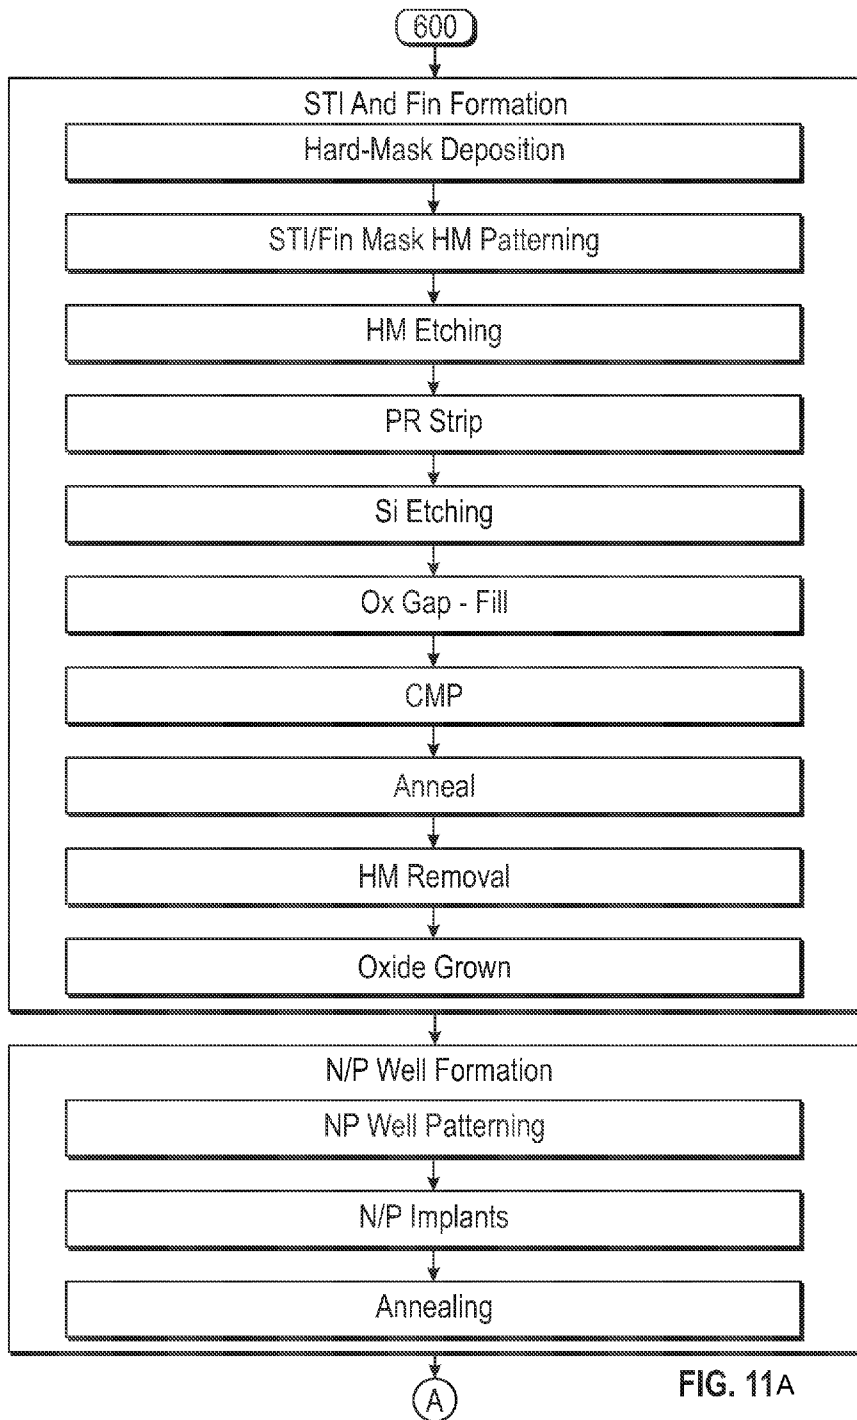 600
STI And Fin Formation
Hard-Mask Deposition
STI/Fin Mask HM Patterning
HM Etching
PR Strip
Si Etching
Ox Gap - Fill
CMP
Anneal
HM Removal
Oxide Grown
N/P Well Formation
NP Well Patterning
N/P Implants
Annealing
A
FIG. 11A